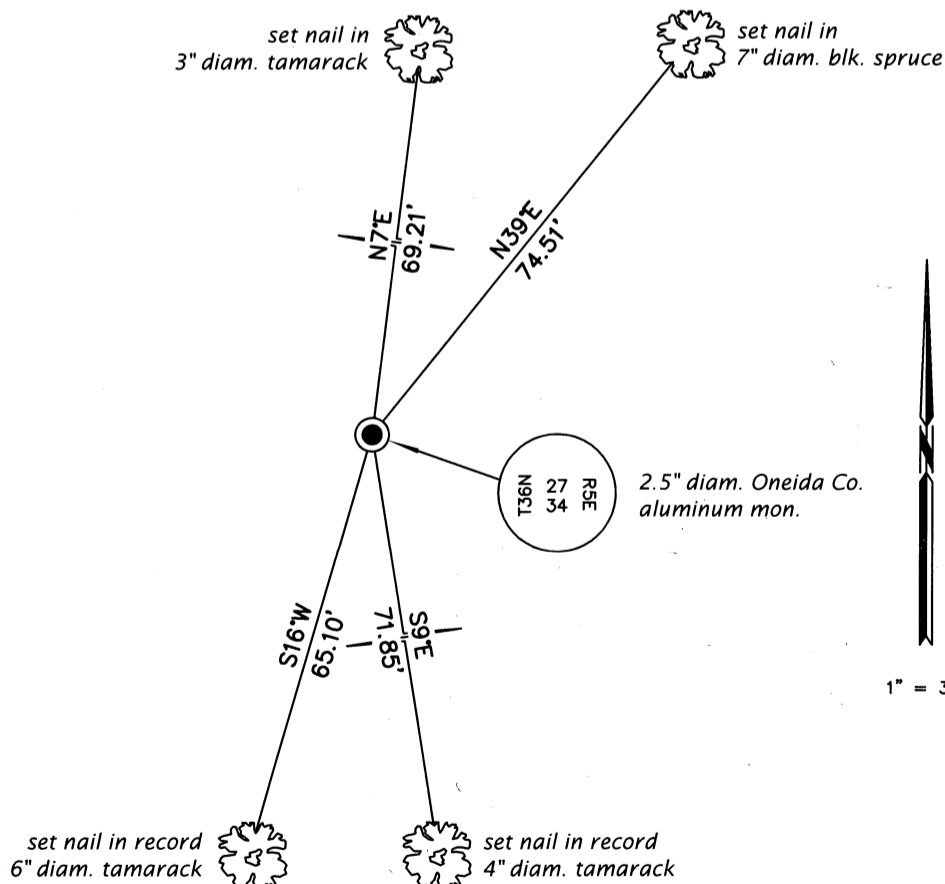 set nail in
3" diam. tamarack
set nail in
7" diam. blk. spruce
N7°E
69.21'
N39°E
74.51'
T36N
27
34
R5E
2.5" diam. Oneida Co.
aluminum mon.
N
S16°W
65.10'
S9°E
71.85'
1" = 3
set nail in record
6" diam. tamarack
set nail in record
4" diam. tamarack